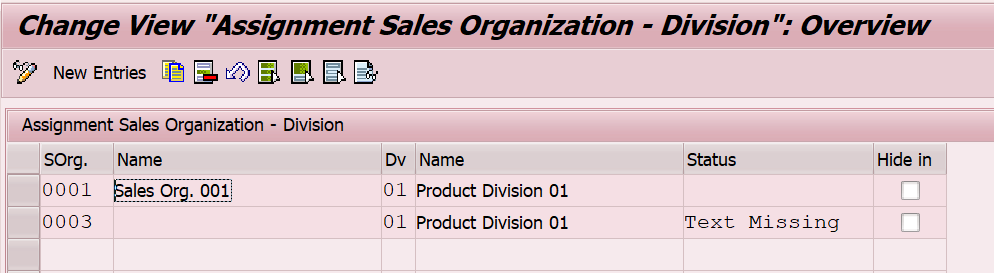 Change View "Assignment Sales Organization - Division": Overview
New Entries
Assignment Sales Organization - Division
SOrg. Name Dv Name Status Hide in
0001 Sales Org. 001 01 Product Division 01
0003 01 Product Division 01 Text Missing